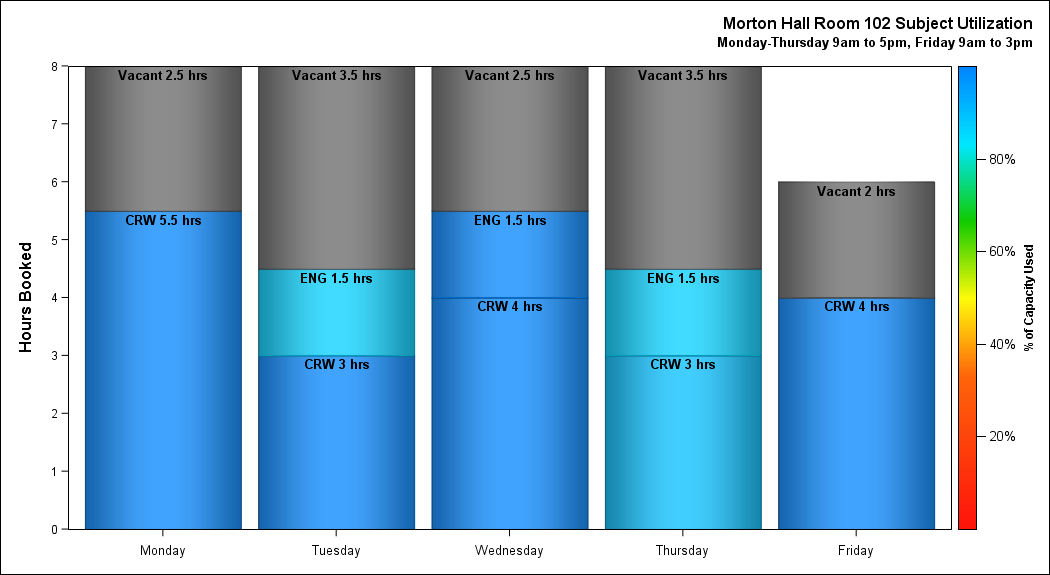 Morton Hall Room 102 Subject Utilization
Monday-Thursday 9am to 5pm, Friday 9am to 3pm
Hours Booked
8
7
6
5
4
3
2
1
0
Vacant 2.5 hrs
CRW 5.5 hrs
Monday
Vacant 3.5 hrs
ENG 1.5 hrs
CRW 3 hrs
Tuesday
Vacant 2.5 hrs
ENG 1.5 hrs
CRW 4 hrs
Wednesday
Vacant 3.5 hrs
ENG 1.5 hrs
CRW 3 hrs
Thursday
Vacant 2 hrs
CRW 4 hrs
Friday
80%
60%
40%
20%
% of Capacity Used